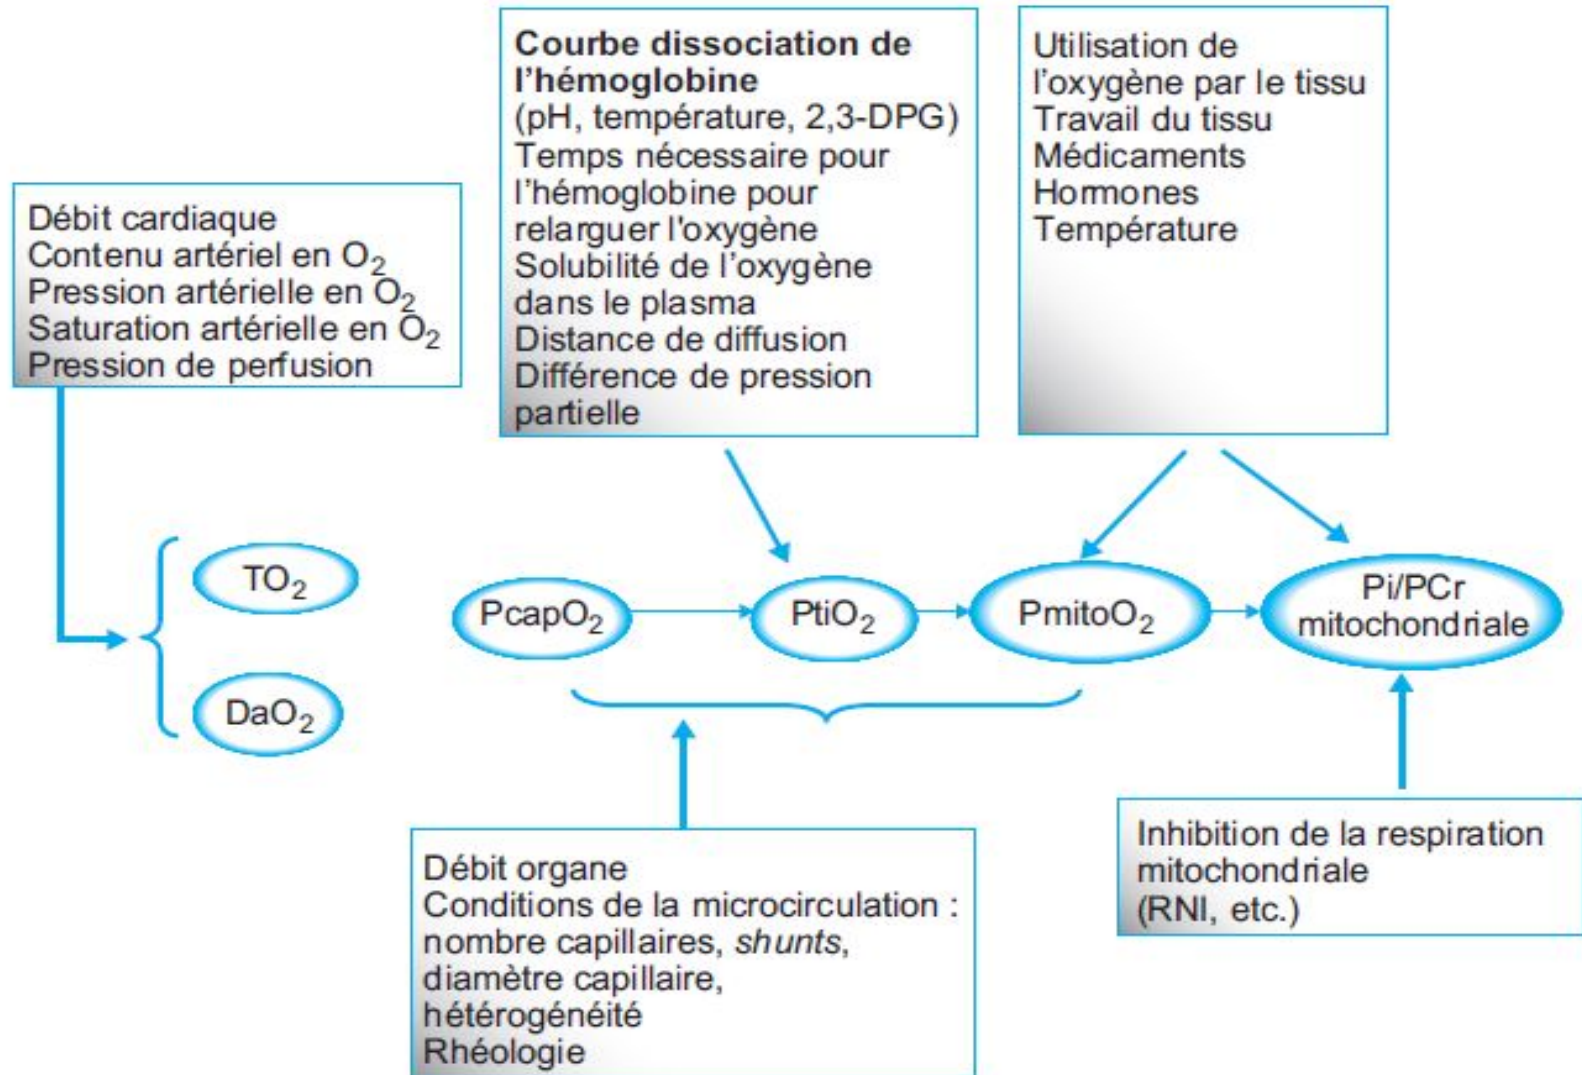 Courbe dissociation de
l’hémoglobine
(pH, température, 2,3-DPG)
Temps nécessaire pour
l’hémoglobine pour
relarguer l'oxygène
Solubilité de l’oxygène
dans le plasma
Distance de diffusion
Différence de pression
partielle
Utilisation de
l’oxygène par le tissu
Travail du tissu
Médicaments
Hormones
Température
Débit cardiaque
Contenu artériel en O₂
Pression artérielle en O₂
Saturation artérielle en O₂
Pression de perfusion
TO₂
DaO₂
PcapO₂
PtiO₂
PmitoO₂
Pi/PCr
mitochondriale
Débit organe
Conditions de la microcirculation :
nombre capillaires, shunts,
diamètre capillaire,
hétérogénéité
Rhéologie
Inhibition de la respiration
mitochondriale
(RNI, etc.)